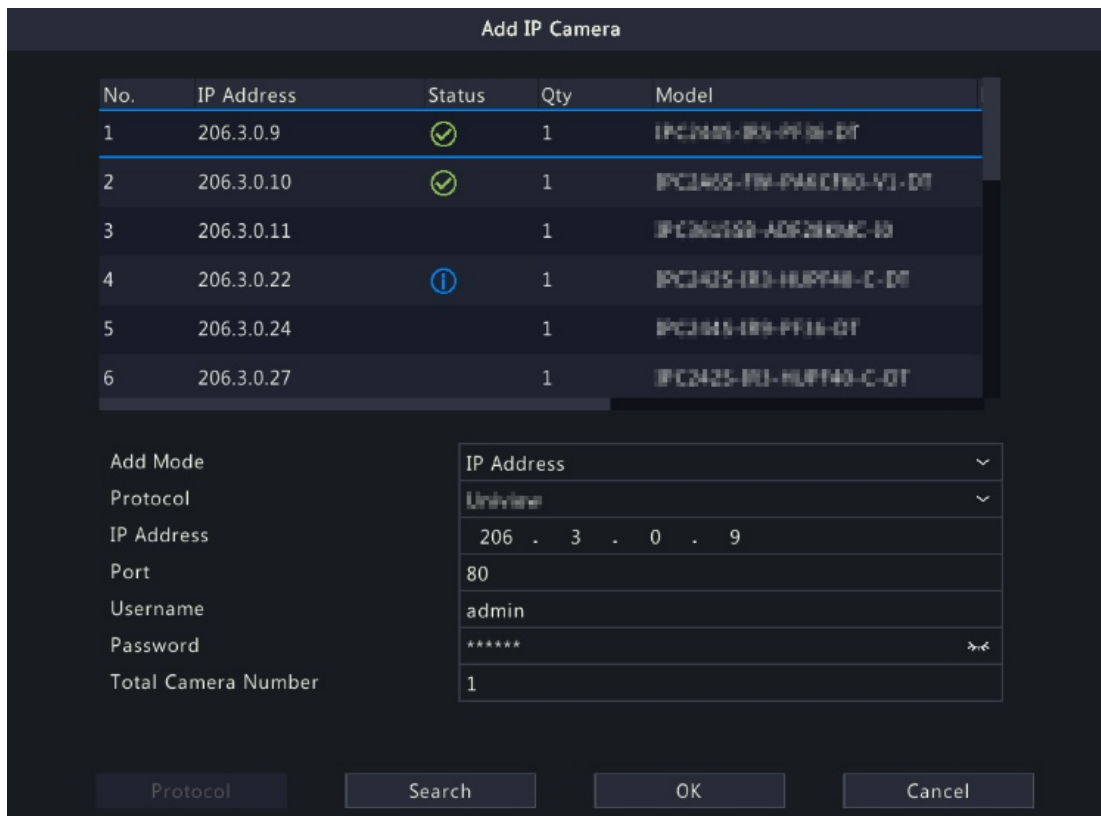 Add IP Camera
No. IP Address Status Qty Model
1 206.3.0.9 1
2 206.3.0.10 1
3 206.3.0.11 1
4 206.3.0.22 1
5 206.3.0.24 1
6 206.3.0.27 1
Add Mode IP Address
Protocol
IP Address 206 . 3 . 0 . 9
Port 80
Username admin
Password ******
Total Camera Number 1
Protocol Search OK Cancel